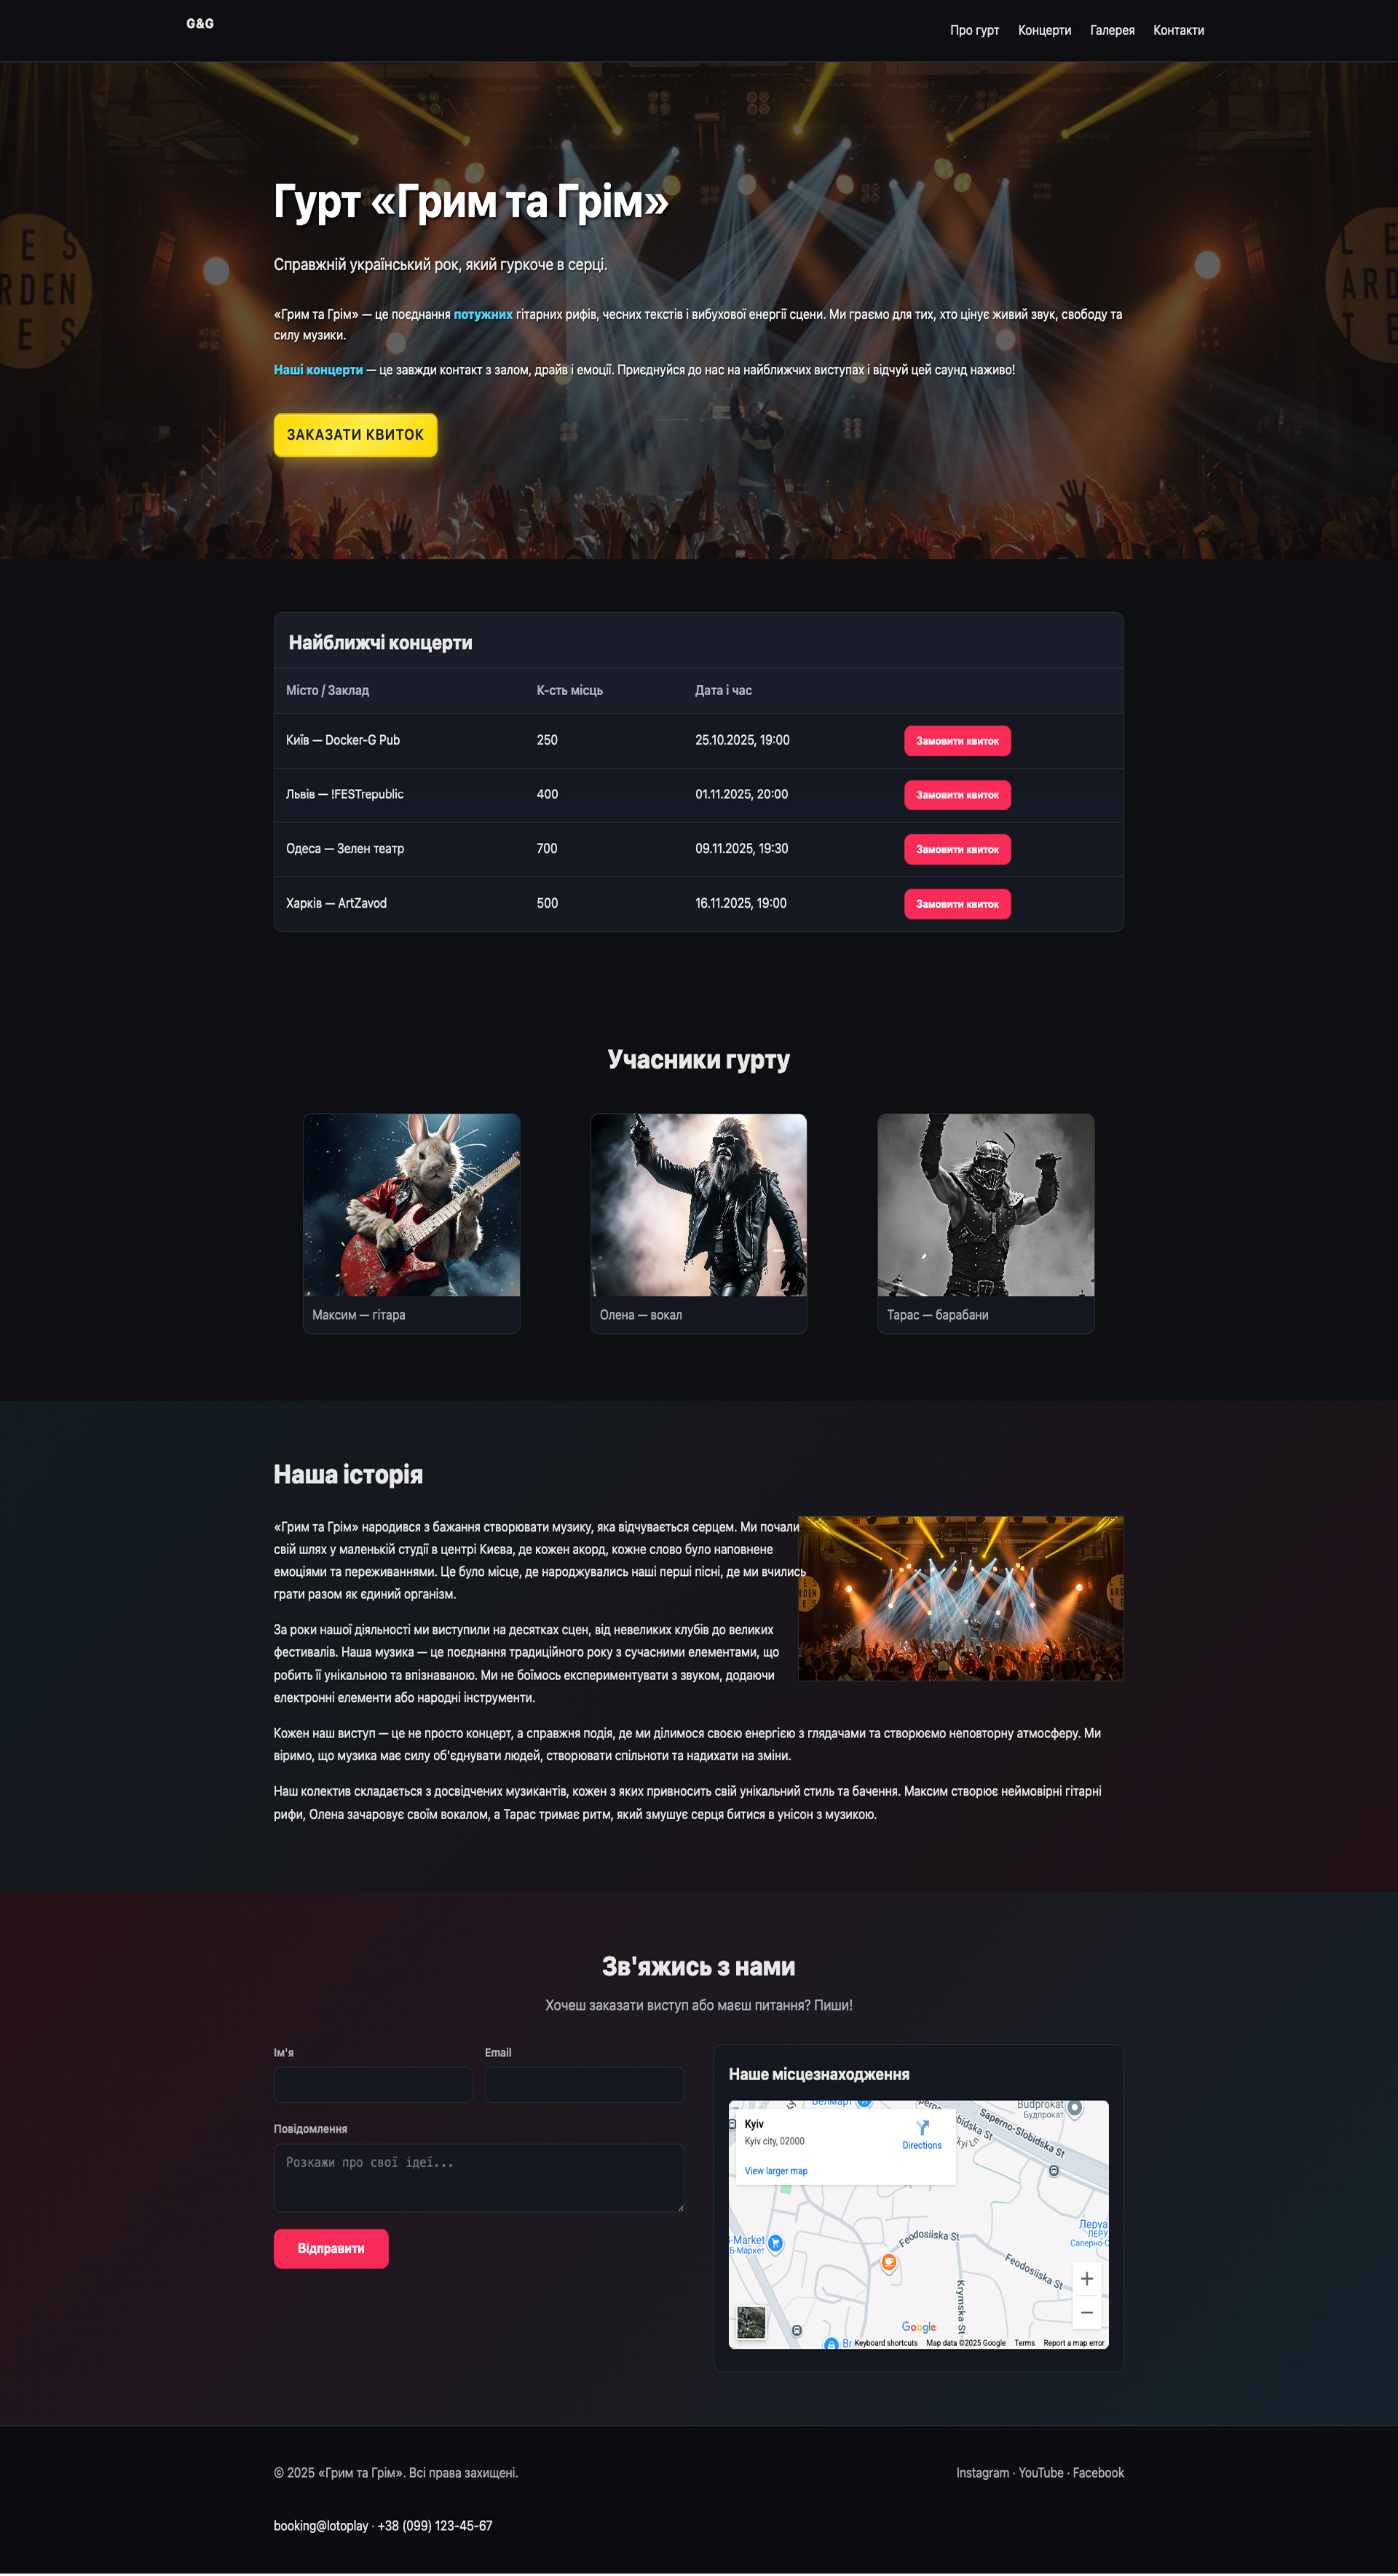 G&G
Про гурт Концерти Галерея Контакти
Гурт «Грим та Грім»
Справжній український рок, який гуркоче в серці.
«Грим та Грім» — це поєднання потужних гітарних рифів, чесних текстів і вибухової енергії сцени. Ми граємо для тих, хто цінує живий звук, свободу та
силу музики.
Наші концерти — це завжди контакт з залом, драйв і емоції. Приєднуйся до нас на найближчих виступах і відчуй цей саунд наживо!
ЗАКАЗАТИ КВИТОК
Найближчі концерти
Місто / Заклад К-сть місць Дата і час
Київ — Docker-G Pub 250 25.10.2025, 19:00 Замовити квиток
Львів — !FESTrepublic 400 01.11.2025, 20:00 Замовити квиток
Одеса — Зелен театр 700 09.11.2025, 19:30 Замовити квиток
Харків — ArtZavod 500 16.11.2025, 19:00 Замовити квиток
Учасники гурту
Максим — гітара
Олена — вокал
Тарас — барабани
Наша історія
«Грим та Грім» народився з бажання створювати музику, яка відчувається серцем. Ми почали
свій шлях у маленькій студії в центрі Києва, де кожен акорд, кожне слово було наповнене
емоціями та переживаннями. Це було місце, де народжувались наші перші пісні, де ми вчились
грати разом як єдиний організм.
За роки нашої діяльності ми виступили на десятках сцен, від невеликих клубів до великих
фестивалів. Наша музика — це поєднання традиційного року з сучасними елементами, що
робить її унікальною та впізнаваною. Ми не боїмось експериментувати з звуком, додаючи
електронні елементи або народні інструменти.
Кожен наш виступ — це не просто концерт, а справжня подія, де ми ділимося своєю енергією з глядачами та створюємо неповторну атмосферу. Ми
віримо, що музика має силу об'єднувати людей, створювати спільноти та надихати на зміни.
Наш колектив складається з досвідчених музикантів, кожен з яких привносить свій унікальний стиль та бачення. Максим створює неймовірні гітарні
рифи, Олена зачаровує своїм вокалом, а Тарас тримає ритм, який змушує серця битися в унісон з музикою.
Зв'яжись з нами
Хочеш заказати виступ або маєш питання? Пиши!
Ім'я Email
Повідомлення
Розкажи про свої ідеї...
Відправити
Наше місцезнаходження
Kyiv
Kyiv city, 02000
Directions
View larger map
Budprokat
Будпрокат
Saperno-Slobidska St
Feodosiiska St
Feodosiiska St
Krymska St
Google
Keyboard shortcuts Map data ©2025 Google Terms Report a map error
© 2025 «Грим та Грім». Всі права захищені.
Instagram · YouTube · Facebook
booking@lotoplay · +38 (099) 123-45-67